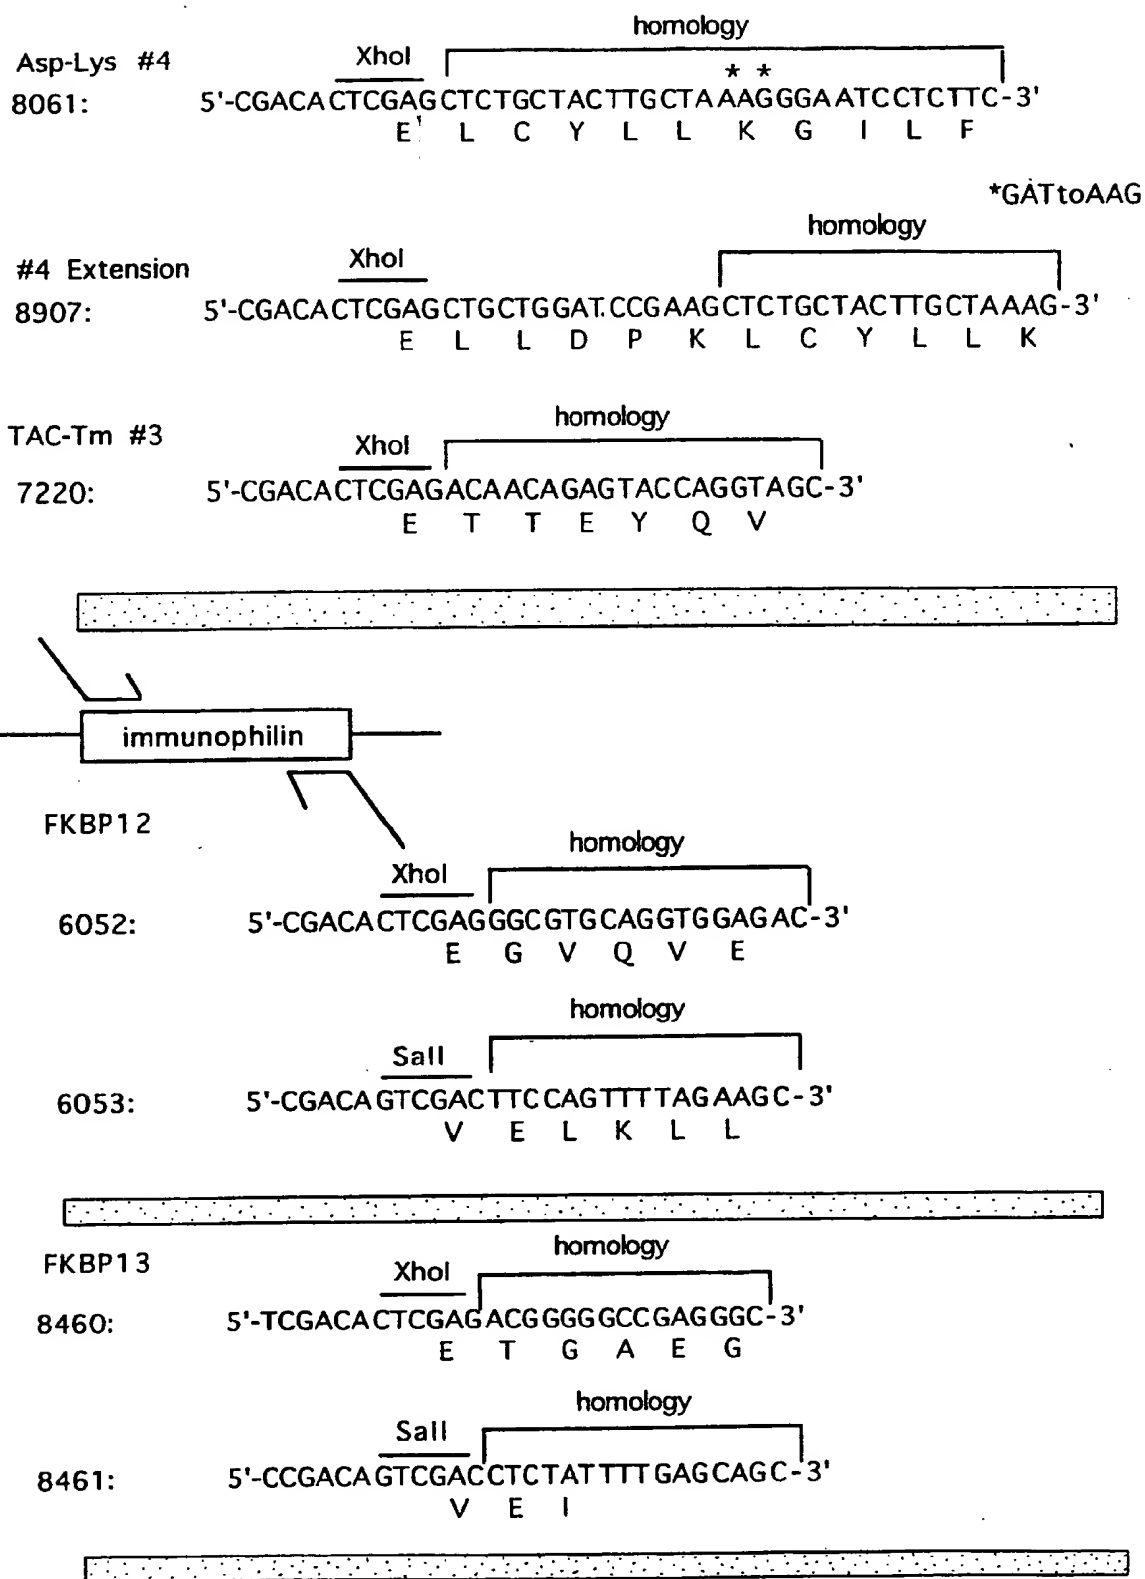 homology
Asp-Lys #4 XhoI * *
8061: 5'-CGACACTCGAGCTCTGCTACTTGCTAAAGGGAATCCTCTTC-3'
E' L C Y L L K G I L F
*GATtoAAG
homology
#4 Extension XhoI
8907: 5'-CGACACTCGAGCTGCTGGAT.CCGAAGCTCTGCTACTTGCTAAAG-3'
E L L D P K L C Y L L K
homology
TAC-Tm #3 XhoI
7220: 5'-CGACACTCGAGACAACAGAGTACCAGGTAGC-3'
E T T E Y Q V
immunophilin
FKBP12
homology
XhoI
6052: 5'-CGACACTCGAGGGCGTGCAGGTGGAGAC-3'
E G V Q V E
homology
SalI
6053: 5'-CGACAGTCGACTTCCAGTTTTAGAAGC-3'
V E L K L L
FKBP13
homology
XhoI
8460: 5'-TCGACACTCGAGACGGGGGCCGAGGGC-3'
E T G A E G
homology
SalI
8461: 5'-CCGACAGTCGACCTCTATTTTGAGCAGC-3'
V E I